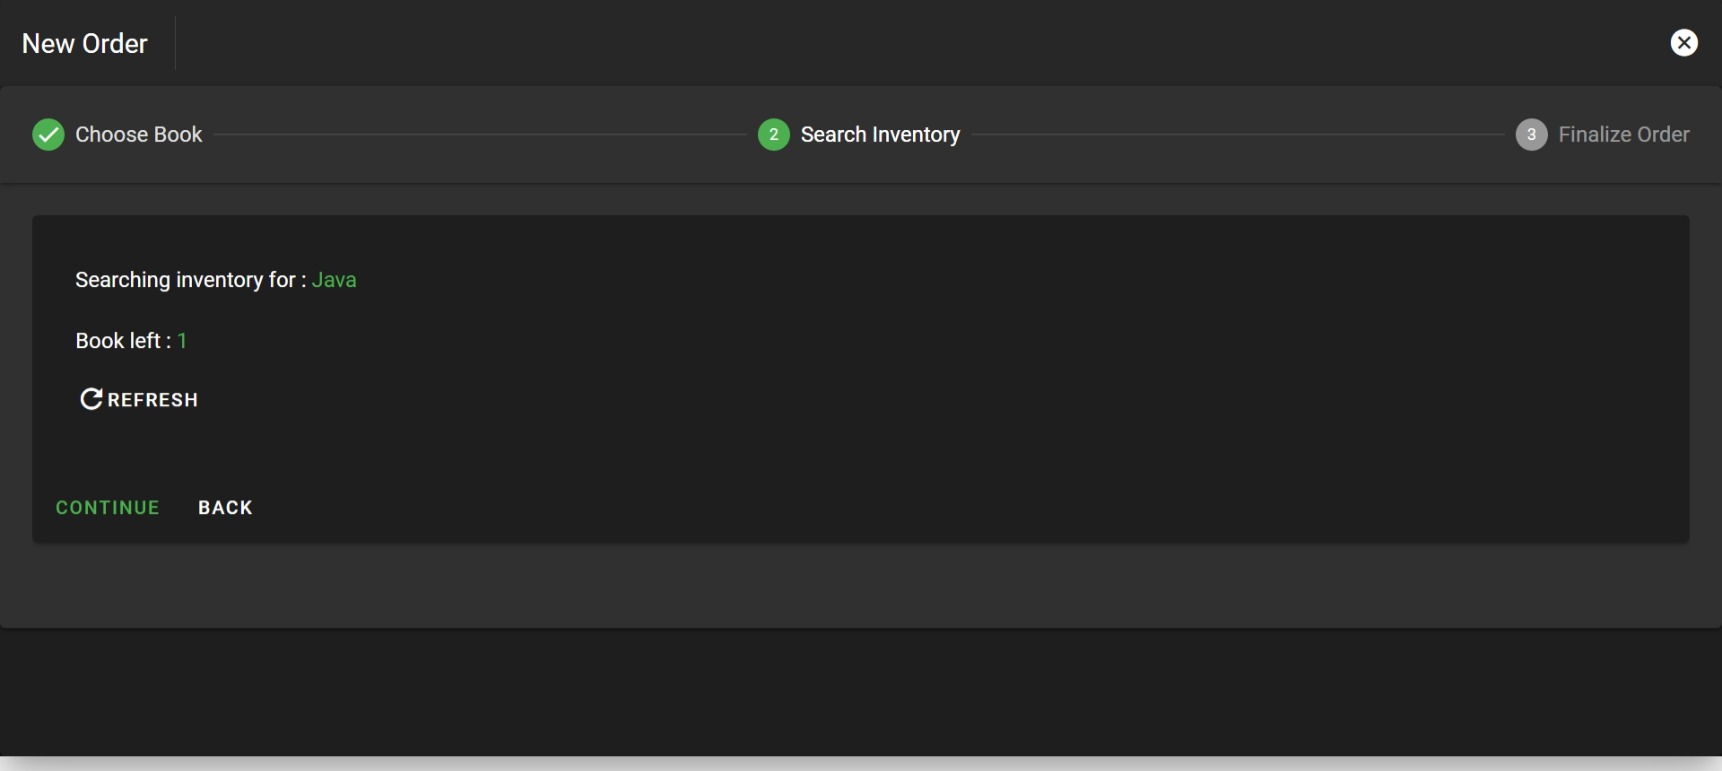 New Order
Choose Book
2 Search Inventory
3 Finalize Order
Searching inventory for : Java
Book left : 1
REFRESH
CONTINUE BACK